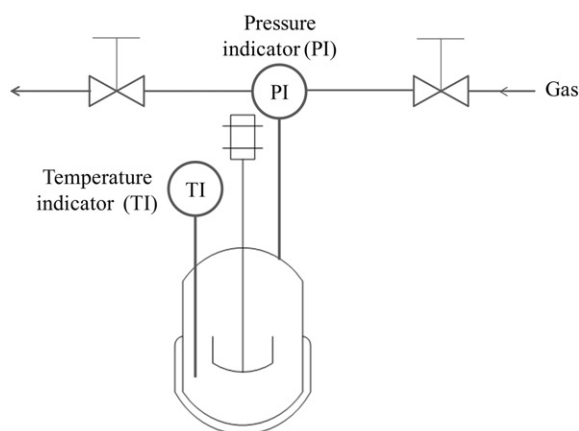 Pressure
indicator (PI)
PI
Gas
Temperature
indicator (TI)
TI